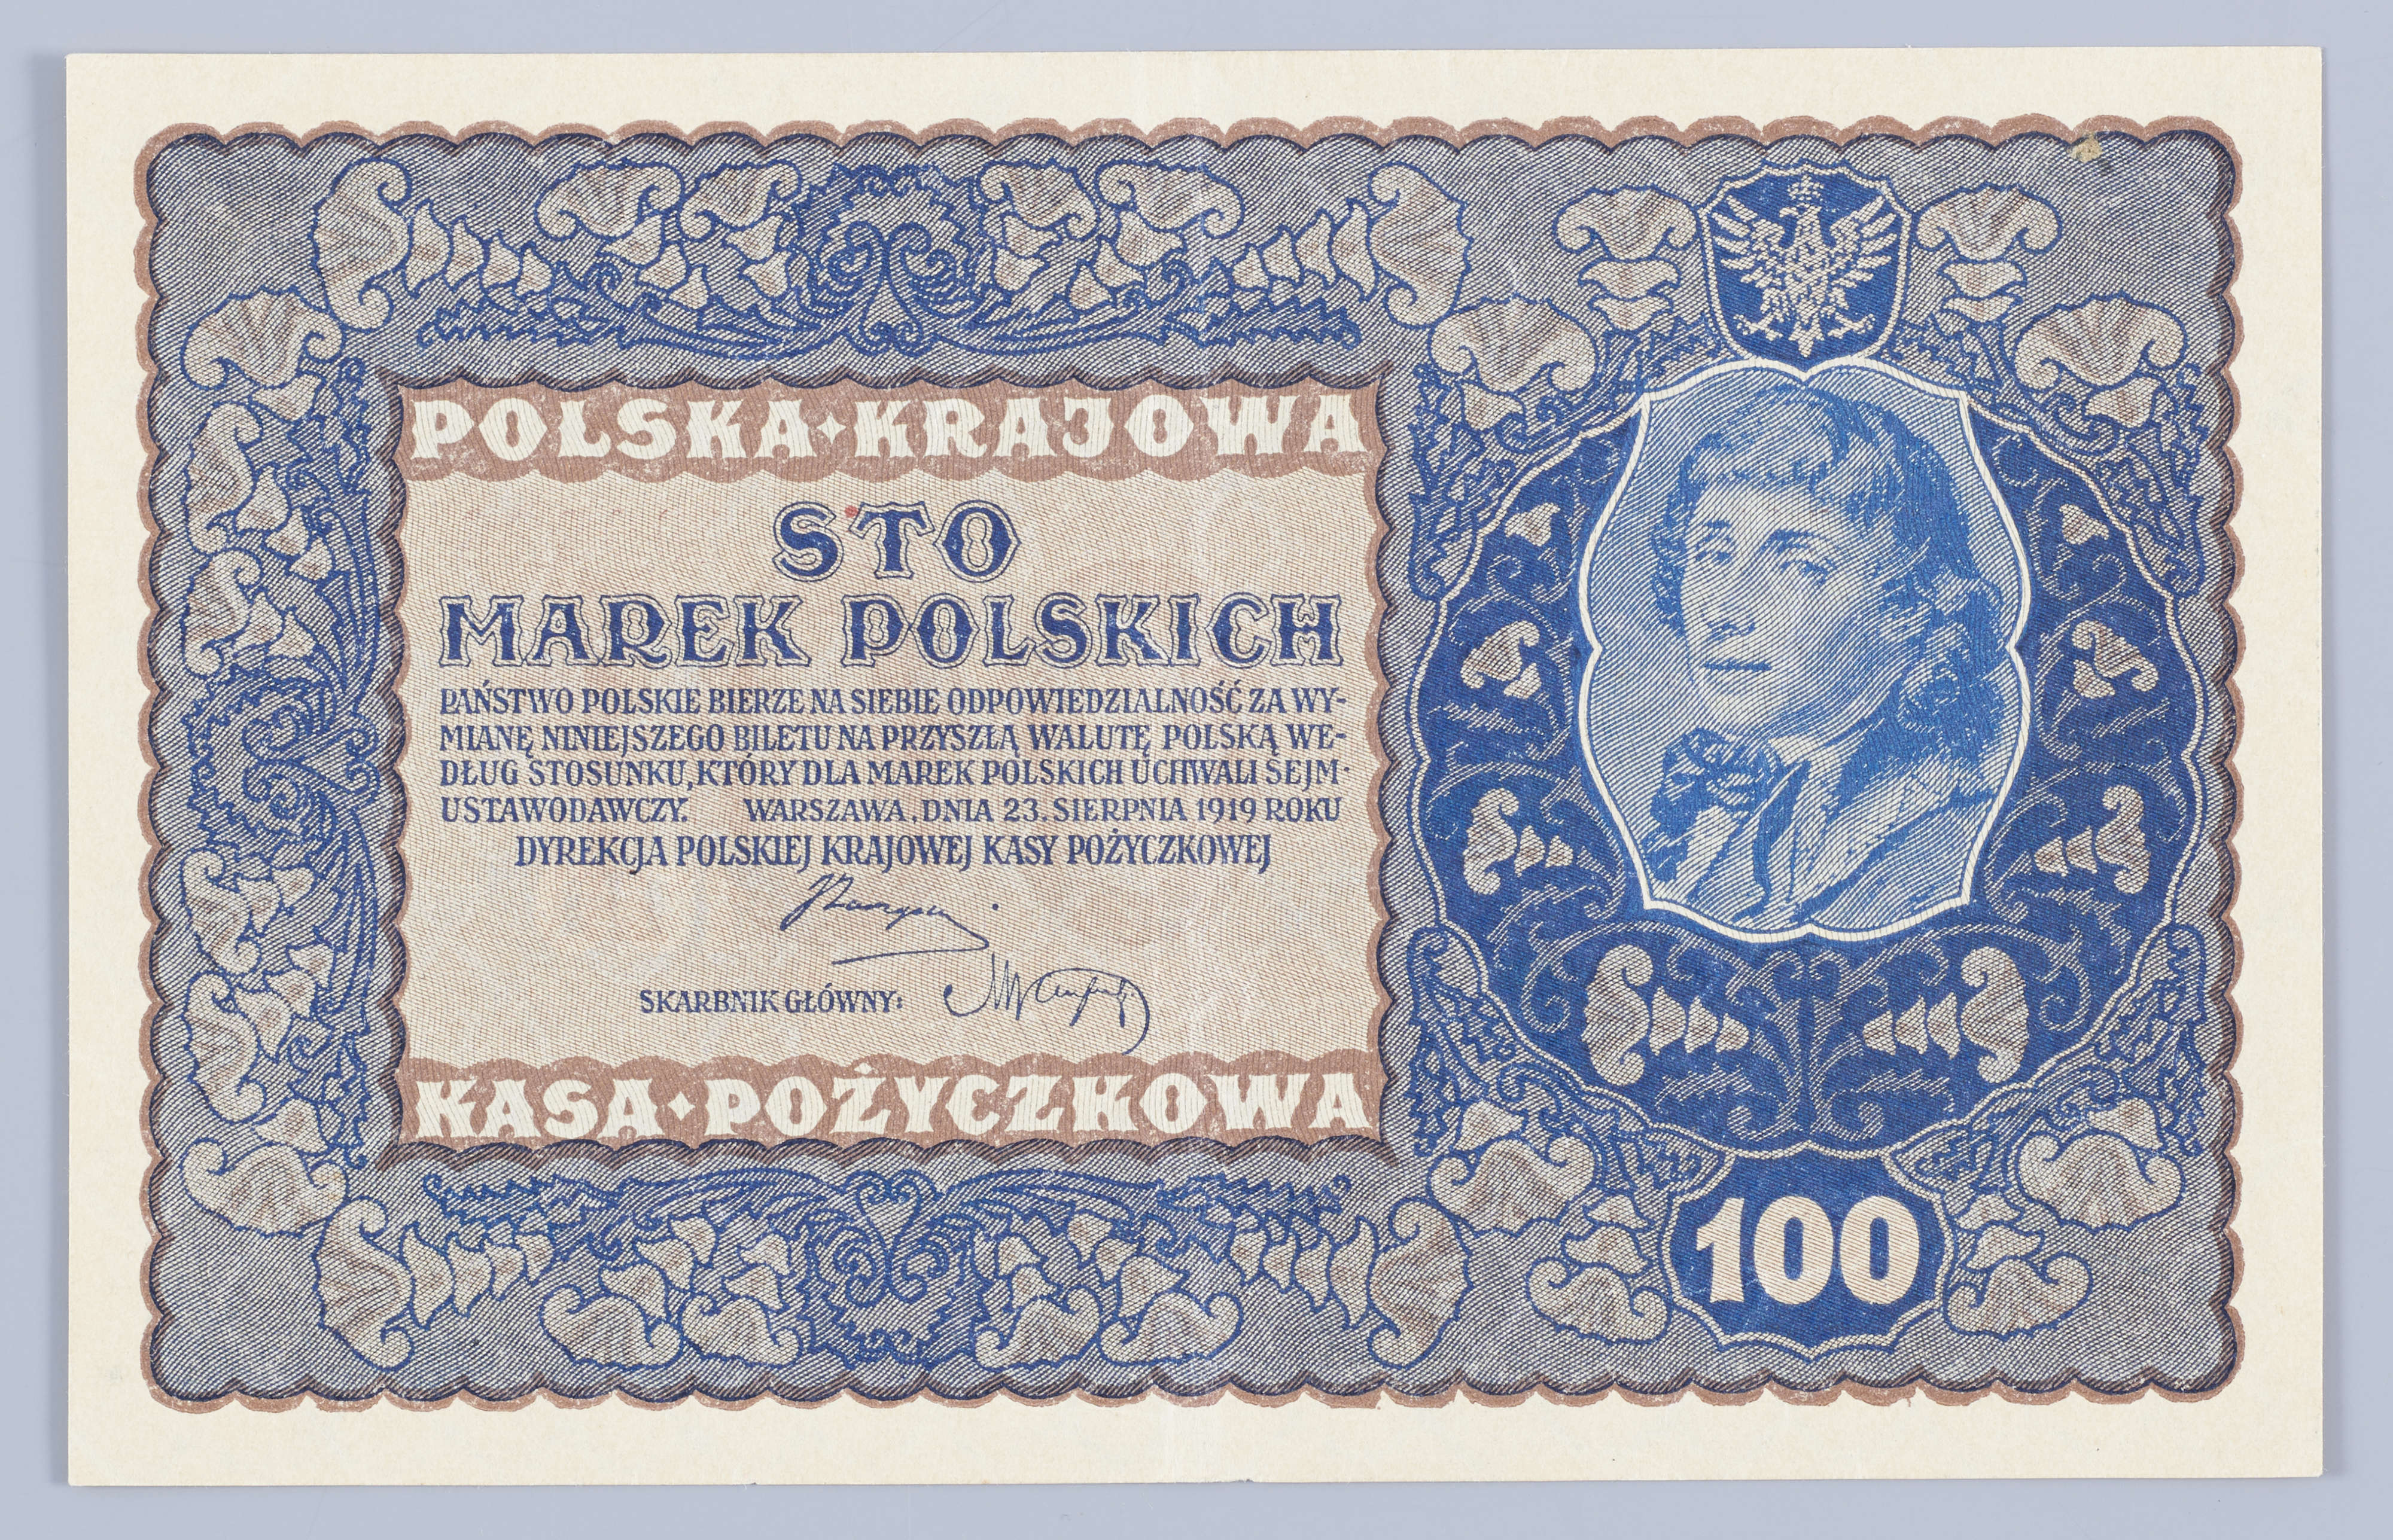 POLSKA·KRAJOWA
STO
MAREK POLSKICH
PAŃSTWO POLSKIE BIERZE NA SIEBIE ODPOWIEDZIALNOŚĆ ZA WY-
MIANĘ NINIEJSZEGO BILETU NA PRZYSZŁĄ WALUTĘ POLSKĄ WE-
DŁUG STOSUNKU, KTÓRY DLA MAREK POLSKICH UCHWALI SEJM-
USTAWODAWCZY. WARSZAWA, DNIA 23. SIERPNIA 1919 ROKU
DYREKCJA POLSKIEJ KRAJOWEJ KASY POŻYCZKOWEJ
SKARBNIK GŁÓWNY:
KASA·POŻYCZKOWA
100